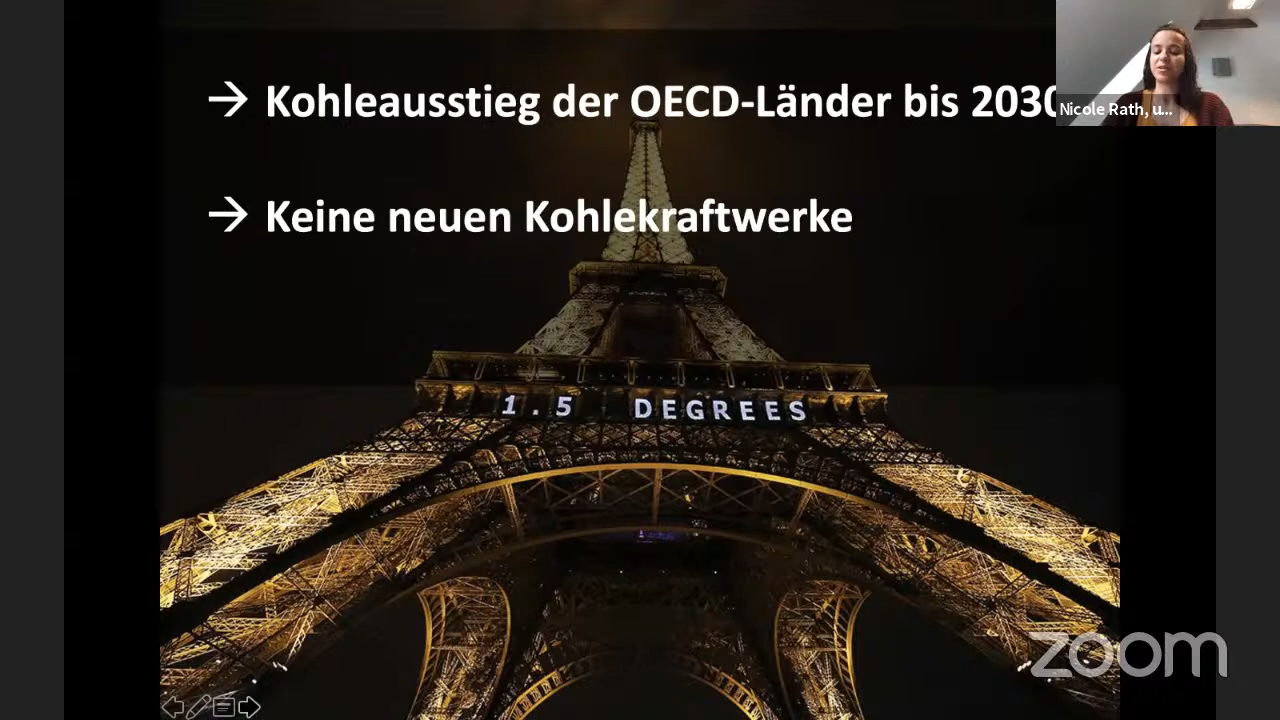 → Kohleausstieg der OECD-Länder bis 2030
Nicole Rath, u...
→ Keine neuen Kohlekraftwerke
1.5 DEGREES
zoom